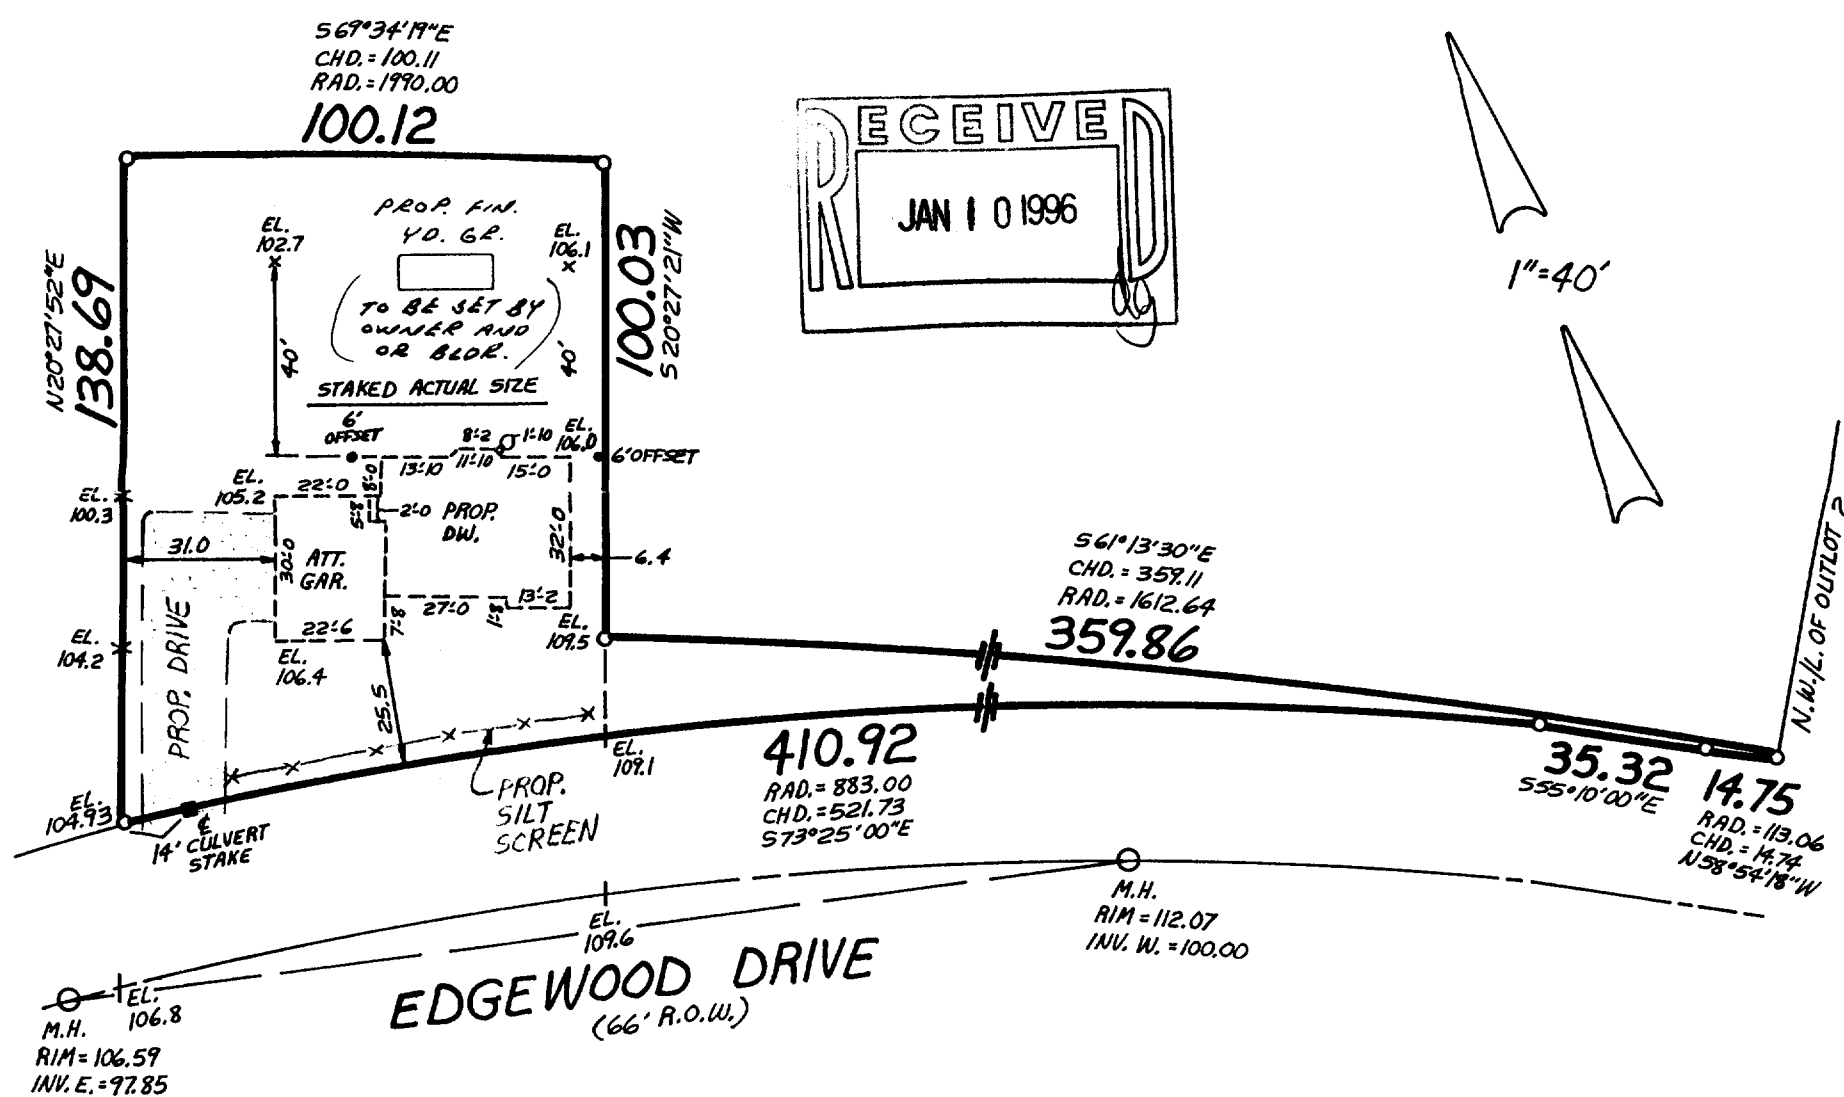 S69°34'19"E
CHD.=100.11
RAD.=1990.00
100.12
RECEIVED
JAN 10 1996
1"=40'
N20°27'52"E
138.69
EL.
102.7
PROP. FIN.
YD. GR.
EL.
106.1
TO BE SET BY
OWNER AND
OR BLDR.
40'
40'
100.03
S20°27'21"W
STAKED ACTUAL SIZE
6'
OFFSET
8'-2
1'-10
EL.
106.0
6'OFFSET
13'-10
11'-10
15'-0
EL.
105.2
22'-0
8'-0
5'-8
2'-0
PROP.
DW.
EL.
100.3
31.0
30'-0
ATT.
GAR.
32'-0
6.4
27'-0
1'-8
13'-2
7'-8
22'-6
EL.
109.5
EL.
104.2
EL.
106.4
PROP. DRIVE
25.5
S61°13'30"E
CHD.=359.11
RAD.=1612.64
359.86
N.W./L. OF OUTLOT 2
EL.
104.93
₵
14' CULVERT
STAKE
PROP.
SILT
SCREEN
EL.
109.1
410.92
RAD.=883.00
CHD.=521.73
S73°25'00"E
35.32
S55°10'00"E
14.75
RAD.=113.06
CHD.=14.74
N58°54'18"W
EL.
109.6
M.H.
RIM=112.07
INV. W.=100.00
EDGEWOOD DRIVE
(66' R.O.W.)
EL.
106.8
M.H.
RIM=106.59
INV. E.=97.85